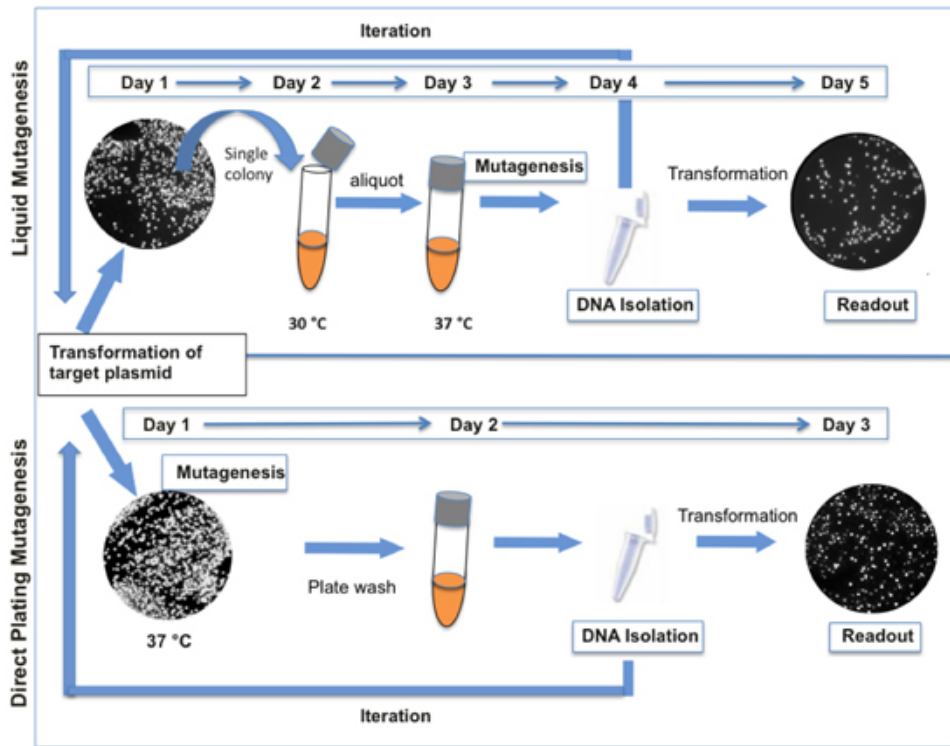 Iteration
Day 1
Day 2
Day 3
Day 4
Day 5
Liquid Mutagenesis
Single
colony
aliquot
Mutagenesis
Transformation
30 °C
37 °C
DNA Isolation
Readout
Transformation of
target plasmid
Day 1
Day 2
Day 3
Direct Plating Mutagenesis
Mutagenesis
Plate wash
Transformation
37 °C
DNA Isolation
Readout
Iteration